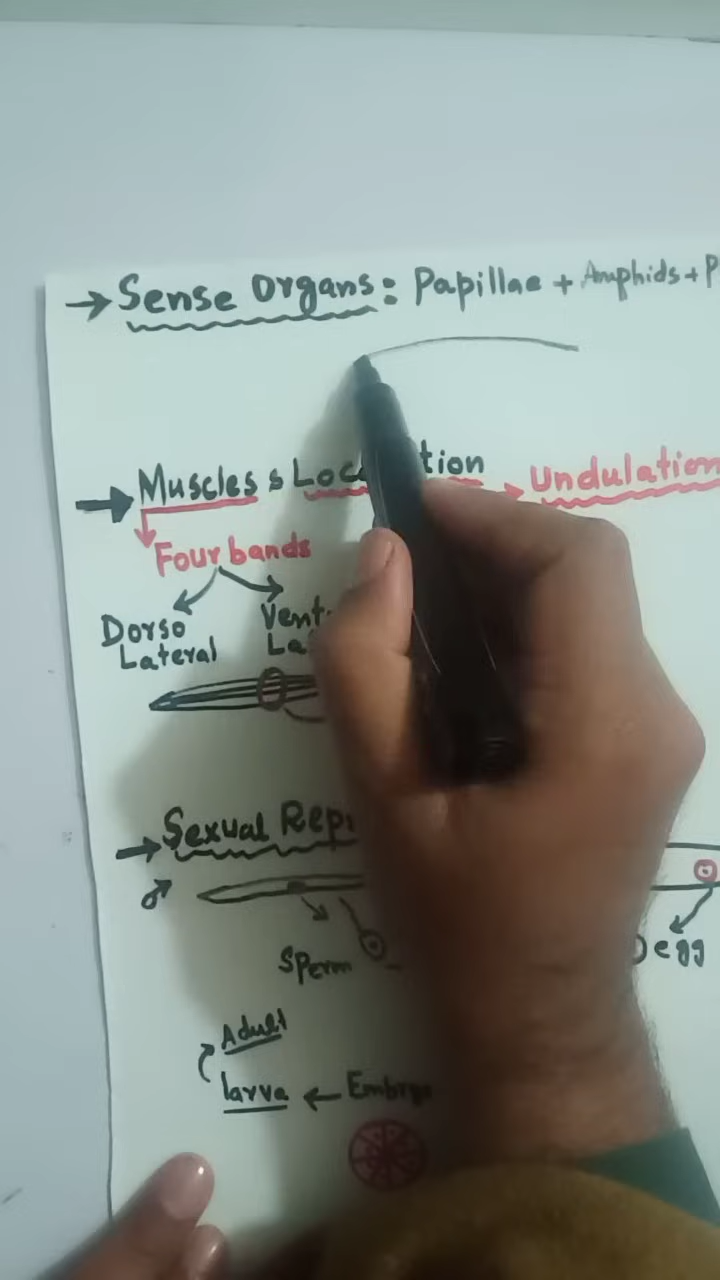 → Sense Organs: Papillae + Amphids + P
→ Muscles & Loc tion → Undulation
Four bands
Dorso Lateral
Vent
La
→ Sexual Rep
♂
Sperm
egg
Adult
larva ← Embryo